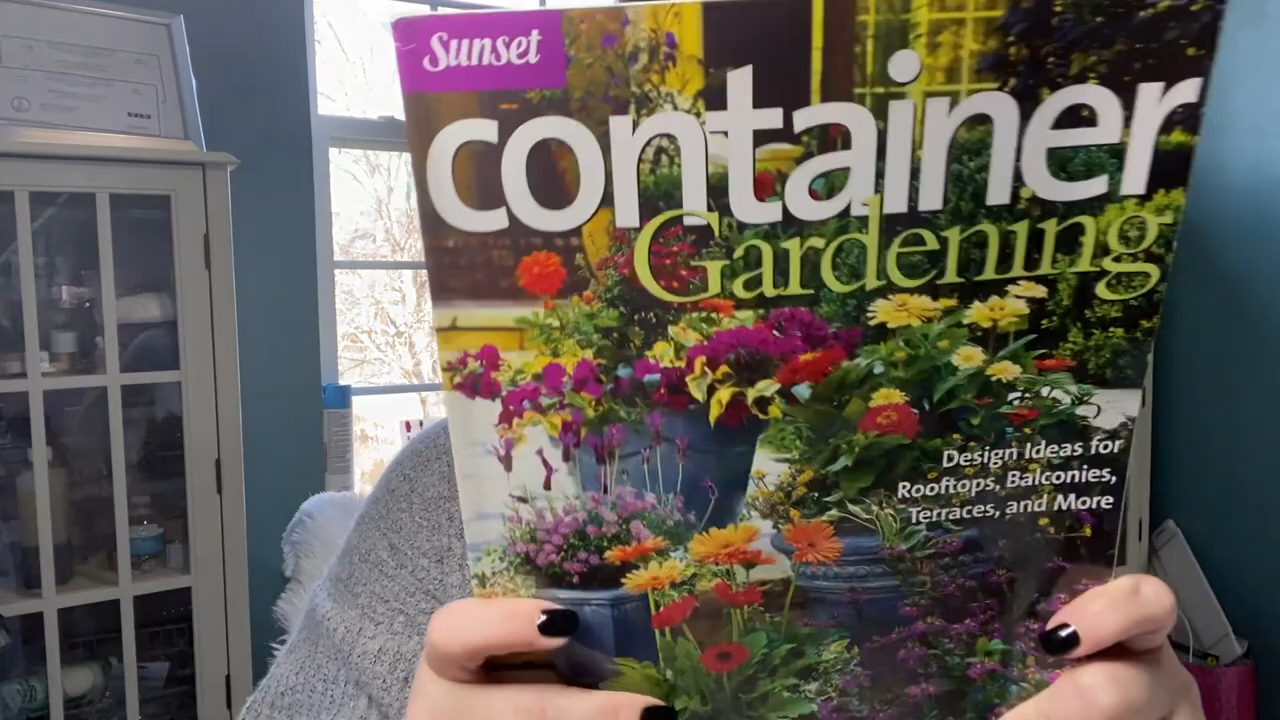 Sunset
container
Gardening
Design Ideas for
Rooftops, Balconies,
Terraces, and More